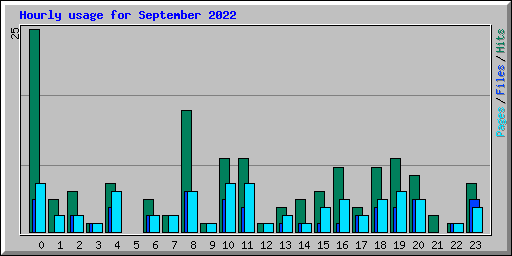 Hourly usage for September 2022
25
Pages/Files/Hits
0 1 2 3 4 5 6 7 8 9 10 11 12 13 14 15 16 17 18 19 20 21 22 23